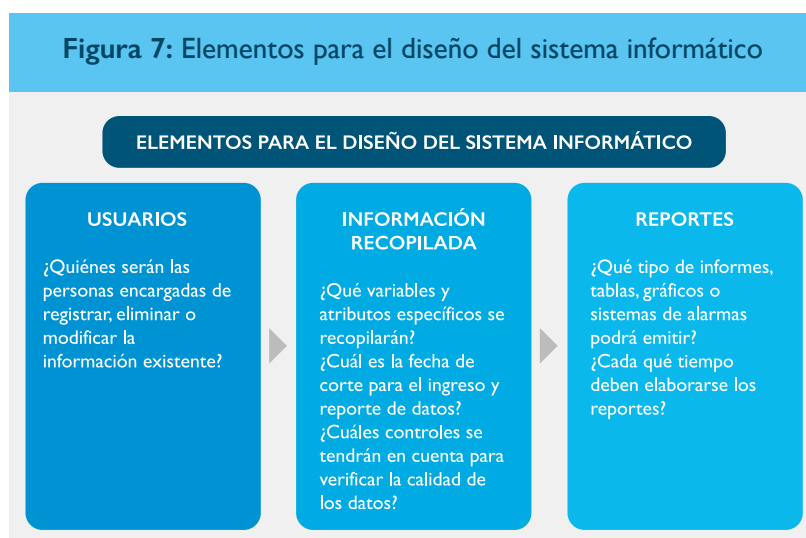 Figura 7: Elementos para el diseño del sistema informático
ELEMENTOS PARA EL DISEÑO DEL SISTEMA INFORMÁTICO
USUARIOS
¿Quiénes serán las
personas encargadas de
registrar, eliminar o
modificar la
información existente?
INFORMACIÓN
RECOPILADA
¿Qué variables y
atributos específicos se
recopilarán?
¿Cuál es la fecha de
corte para el ingreso y
reporte de datos?
¿Cuáles controles se
tendrán en cuenta para
verificar la calidad de
los datos?
REPORTES
¿Qué tipo de informes,
tablas, gráficos o
sistemas de alarmas
podrá emitir?
¿Cada qué tiempo
deben elaborarse los
reportes?